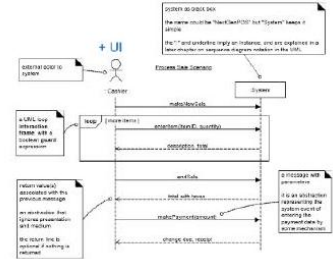 system as black box
the name could be "NextGenPOS" but "System" keeps it
simple
the ":" and underline imply an instance, and are explained in a
later chapter on sequence diagram notation in the UML
+ UI
external actor to
system
Process Sale Scenario
: Cashier
: System
makeNewSale
a UML loop
interaction
frame, with a
boolean guard
expression
loop
[ more items ]
enterItem(itemID, quantity)
description, total
endSale
return value(s)
associated with the
previous message
an abstraction that
ignores presentation
and medium
the return line is
optional if nothing is
returned
total with taxes
makePayment(amount)
change due, receipt
a message with
parameters
it is an abstraction
representing the
system event of
entering the
payment data by
some mechanism